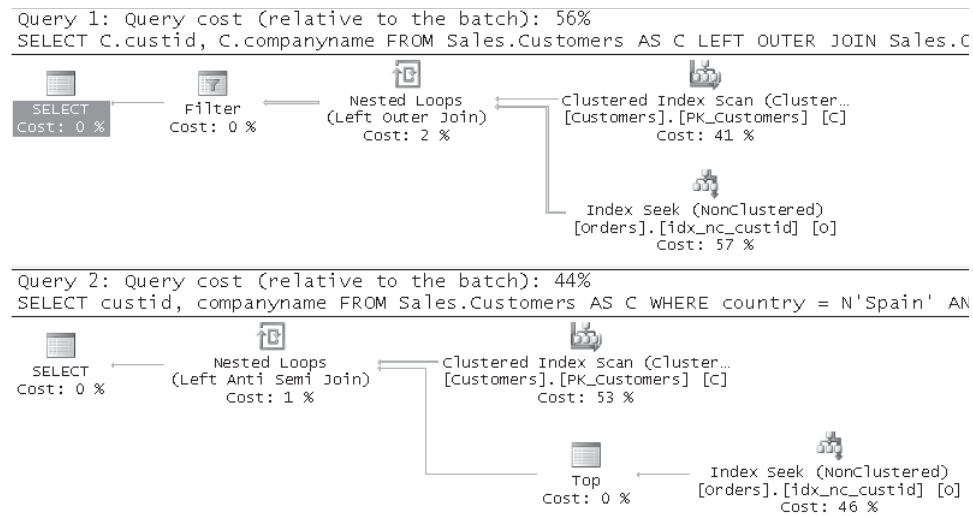 Query 1: Query cost (relative to the batch): 56%
SELECT C.custid, C.companyname FROM Sales.Customers AS C LEFT OUTER JOIN Sales.O
SELECT
Cost: 0 %
Filter
Cost: 0 %
Nested Loops
(Left Outer Join)
Cost: 2 %
Clustered Index Scan (Cluster…
[Customers].[PK_Customers] [C]
Cost: 41 %
Index Seek (NonClustered)
[Orders].[idx_nc_custid] [O]
Cost: 57 %
Query 2: Query cost (relative to the batch): 44%
SELECT custid, companyname FROM Sales.Customers AS C WHERE country = N'Spain' AN
SELECT
Cost: 0 %
Nested Loops
(Left Anti Semi Join)
Cost: 1 %
Clustered Index Scan (Cluster…
[Customers].[PK_Customers] [C]
Cost: 53 %
Top
Cost: 0 %
Index Seek (NonClustered)
[Orders].[idx_nc_custid] [O]
Cost: 46 %